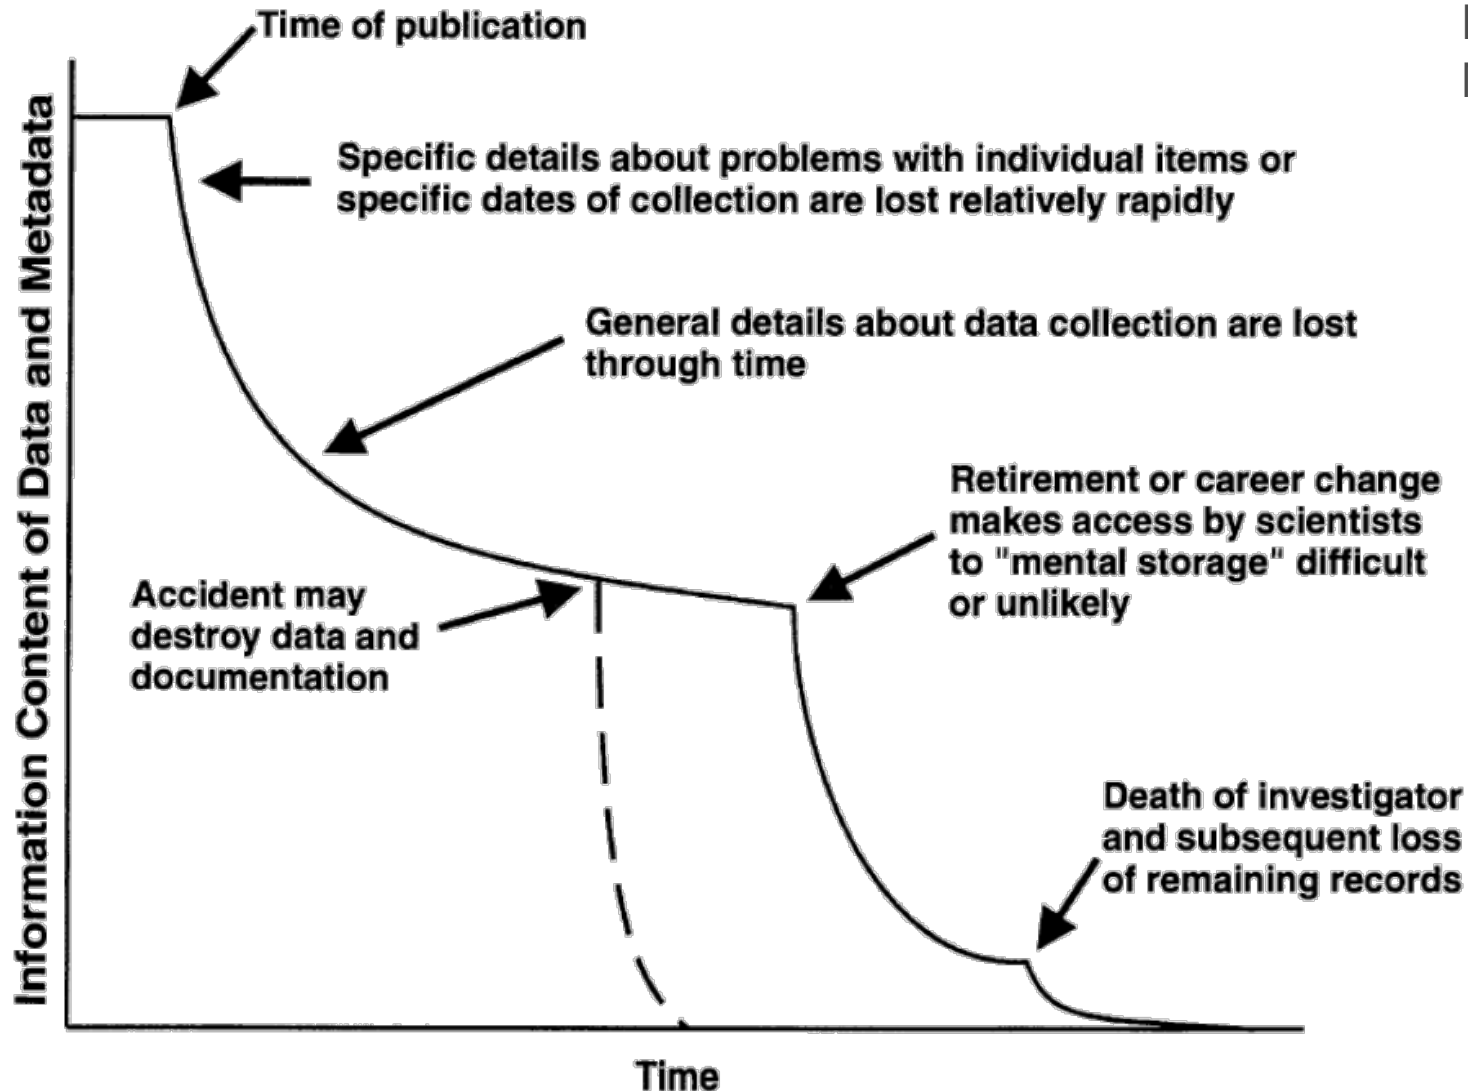 Time of publication
Specific details about problems with individual items or
specific dates of collection are lost relatively rapidly
General details about data collection are lost
through time
Retirement or career change
makes access by scientists
to "mental storage" difficult
or unlikely
Accident may
destroy data and
documentation
Death of investigator
and subsequent loss
of remaining records
Information Content of Data and Metadata
Time